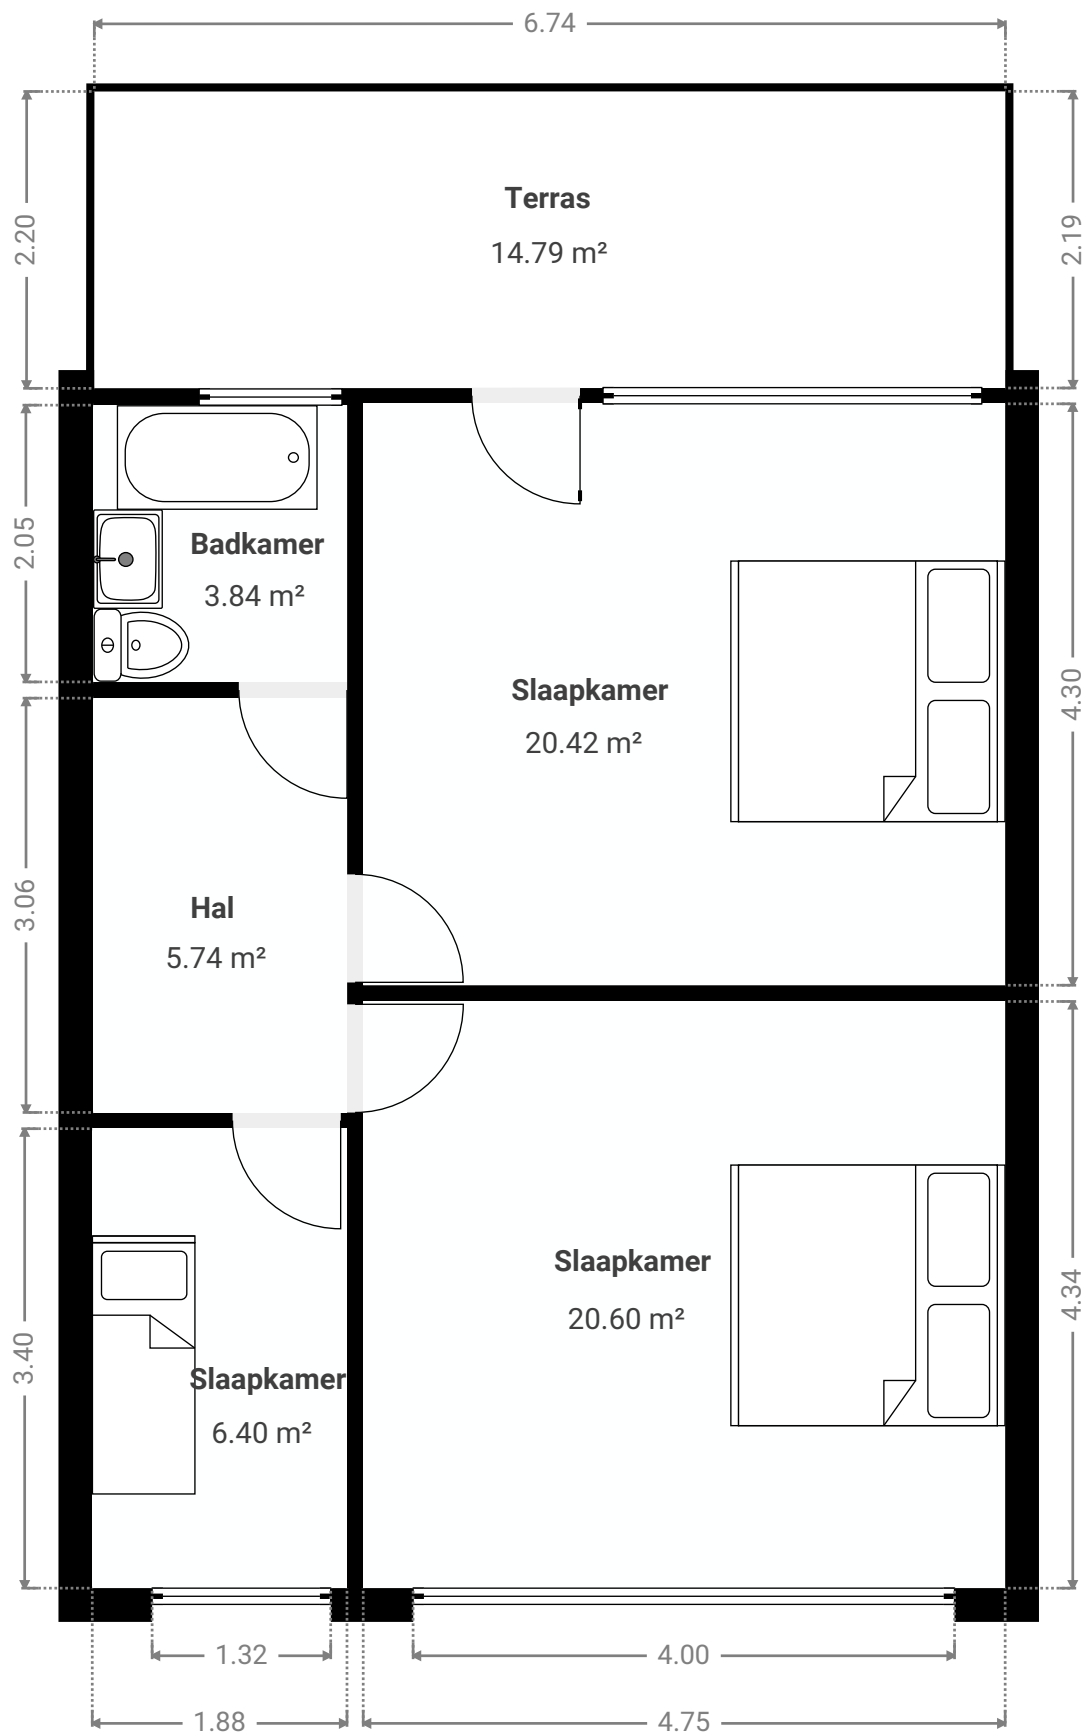 6.74
2.20
Terras
14.79 m²
2.19
2.05
Badkamer
3.84 m²
Slaapkamer
20.42 m²
4.30
3.06
Hal
5.74 m²
Slaapkamer
20.60 m²
4.34
3.40
Slaapkamer
6.40 m²
1.32
4.00
1.88
4.75